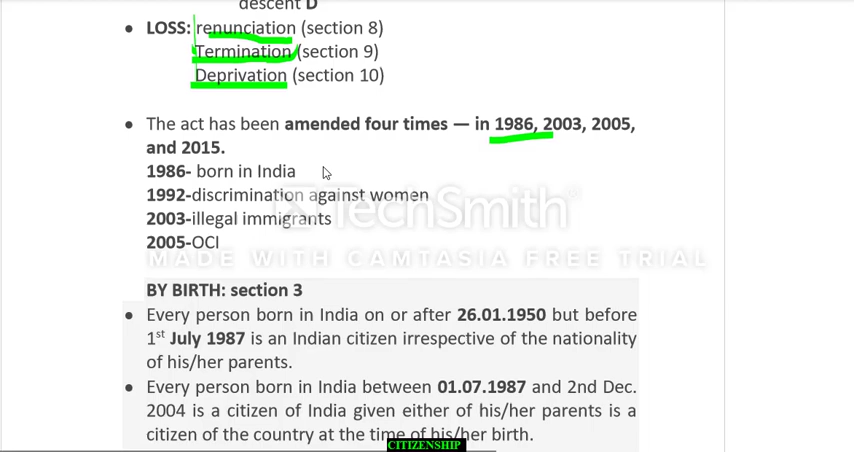 descent D
• LOSS: renunciation (section 8)
Termination (section 9)
Deprivation (section 10)
• The act has been amended four times — in 1986, 2003, 2005,
and 2015.
1986- born in India
1992-discrimination against women
2003-illegal immigrants
2005-OCI
TechSmith
MADE WITH CAMTASIA FREE TRIAL
BY BIRTH: section 3
• Every person born in India on or after 26.01.1950 but before
1st July 1987 is an Indian citizen irrespective of the nationality
of his/her parents.
• Every person born in India between 01.07.1987 and 2nd Dec.
2004 is a citizen of India given either of his/her parents is a
citizen of the country at the time of his/her birth.
CITIZENSHIP